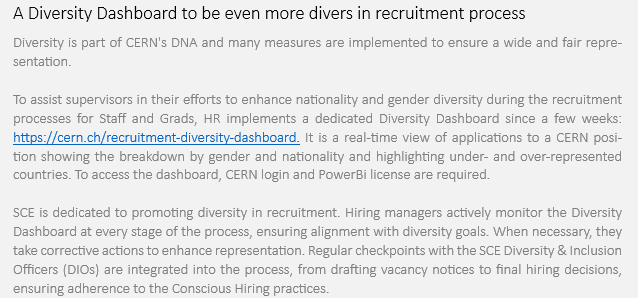 A Diversity Dashboard to be even more divers in recruitment process
Diversity is part of CERN's DNA and many measures are implemented to ensure a wide and fair repre-
sentation.
To assist supervisors in their efforts to enhance nationality and gender diversity during the recruitment
processes for Staff and Grads, HR implements a dedicated Diversity Dashboard since a few weeks:
https://cern.ch/recruitment-diversity-dashboard. It is a real-time view of applications to a CERN posi-
tion showing the breakdown by gender and nationality and highlighting under- and over-represented
countries. To access the dashboard, CERN login and PowerBi license are required.
SCE is dedicated to promoting diversity in recruitment. Hiring managers actively monitor the Diversity
Dashboard at every stage of the process, ensuring alignment with diversity goals. When necessary, they
take corrective actions to enhance representation. Regular checkpoints with the SCE Diversity & Inclusion
Officers (DIOs) are integrated into the process, from drafting vacancy notices to final hiring decisions,
ensuring adherence to the Conscious Hiring practices.